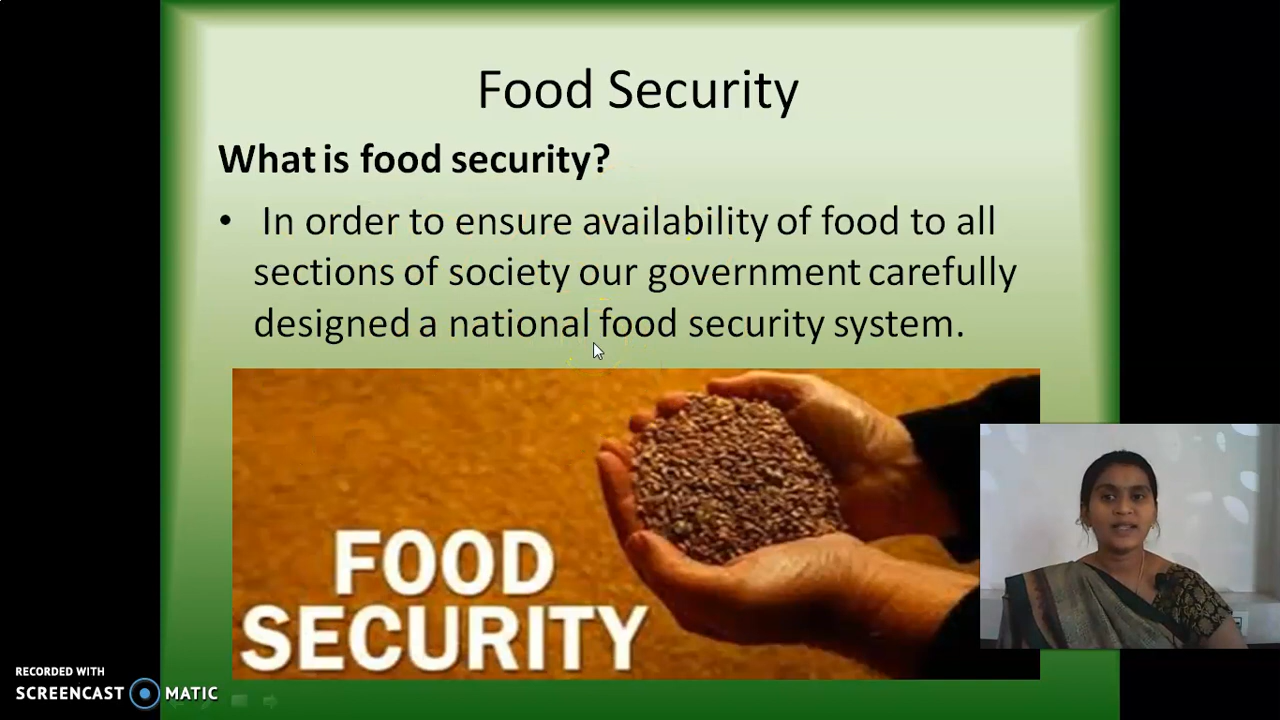 Food Security
What is food security?
• In order to ensure availability of food to all
sections of society our government carefully
designed a national food security system.
FOOD
SECURITY
RECORDED WITH
SCREENCAST MATIC